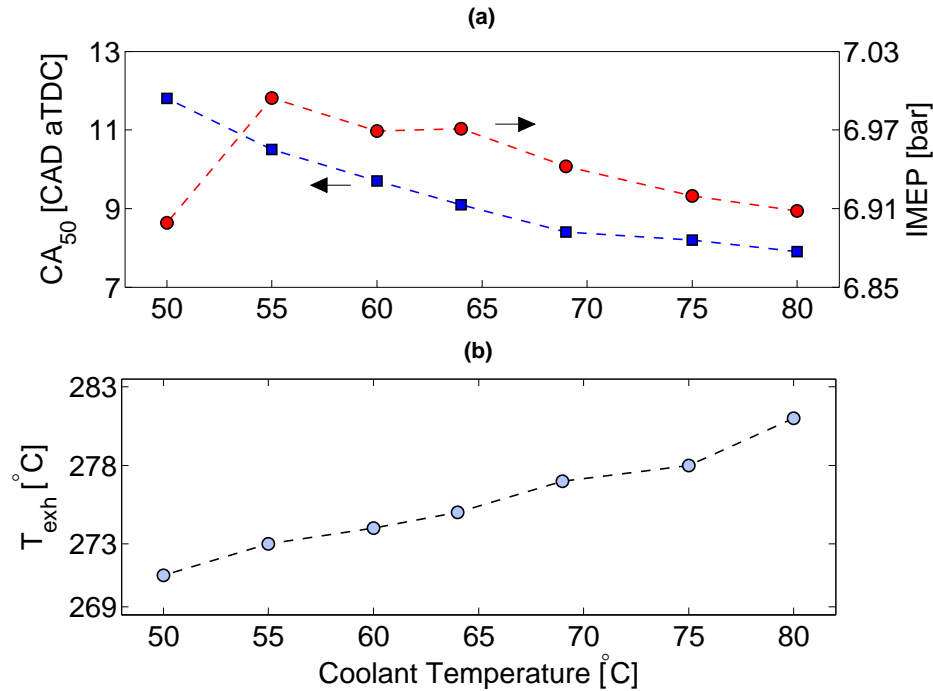 (a)
13
11
9
7
CA50 [CAD aTDC]
7.03
6.97
6.91
6.85
IMEP [bar]
50 55 60 65 70 75 80
(b)
283
278
273
269
Texh [°C]
50 55 60 65 70 75 80
Coolant Temperature [°C]